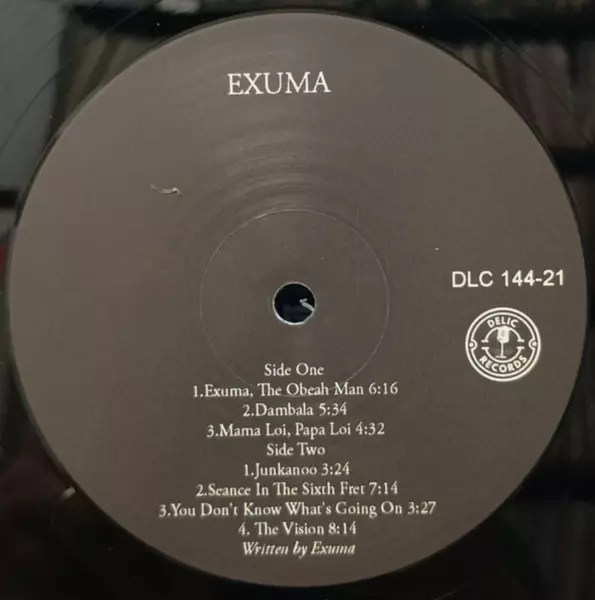 EXUMA
DLC 144-21
DELIC
RECORDS
Side One
1.Exuma, The Obeah Man 6:16
2.Dambala 5:34
3.Mama Loi, Papa Loi 4:32
Side Two
1.Junkanoo 3:24
2.Seance In The Sixth Fret 7:14
3.You Don't Know What's Going On 3:27
4. The Vision 8:14
Written by Exuma